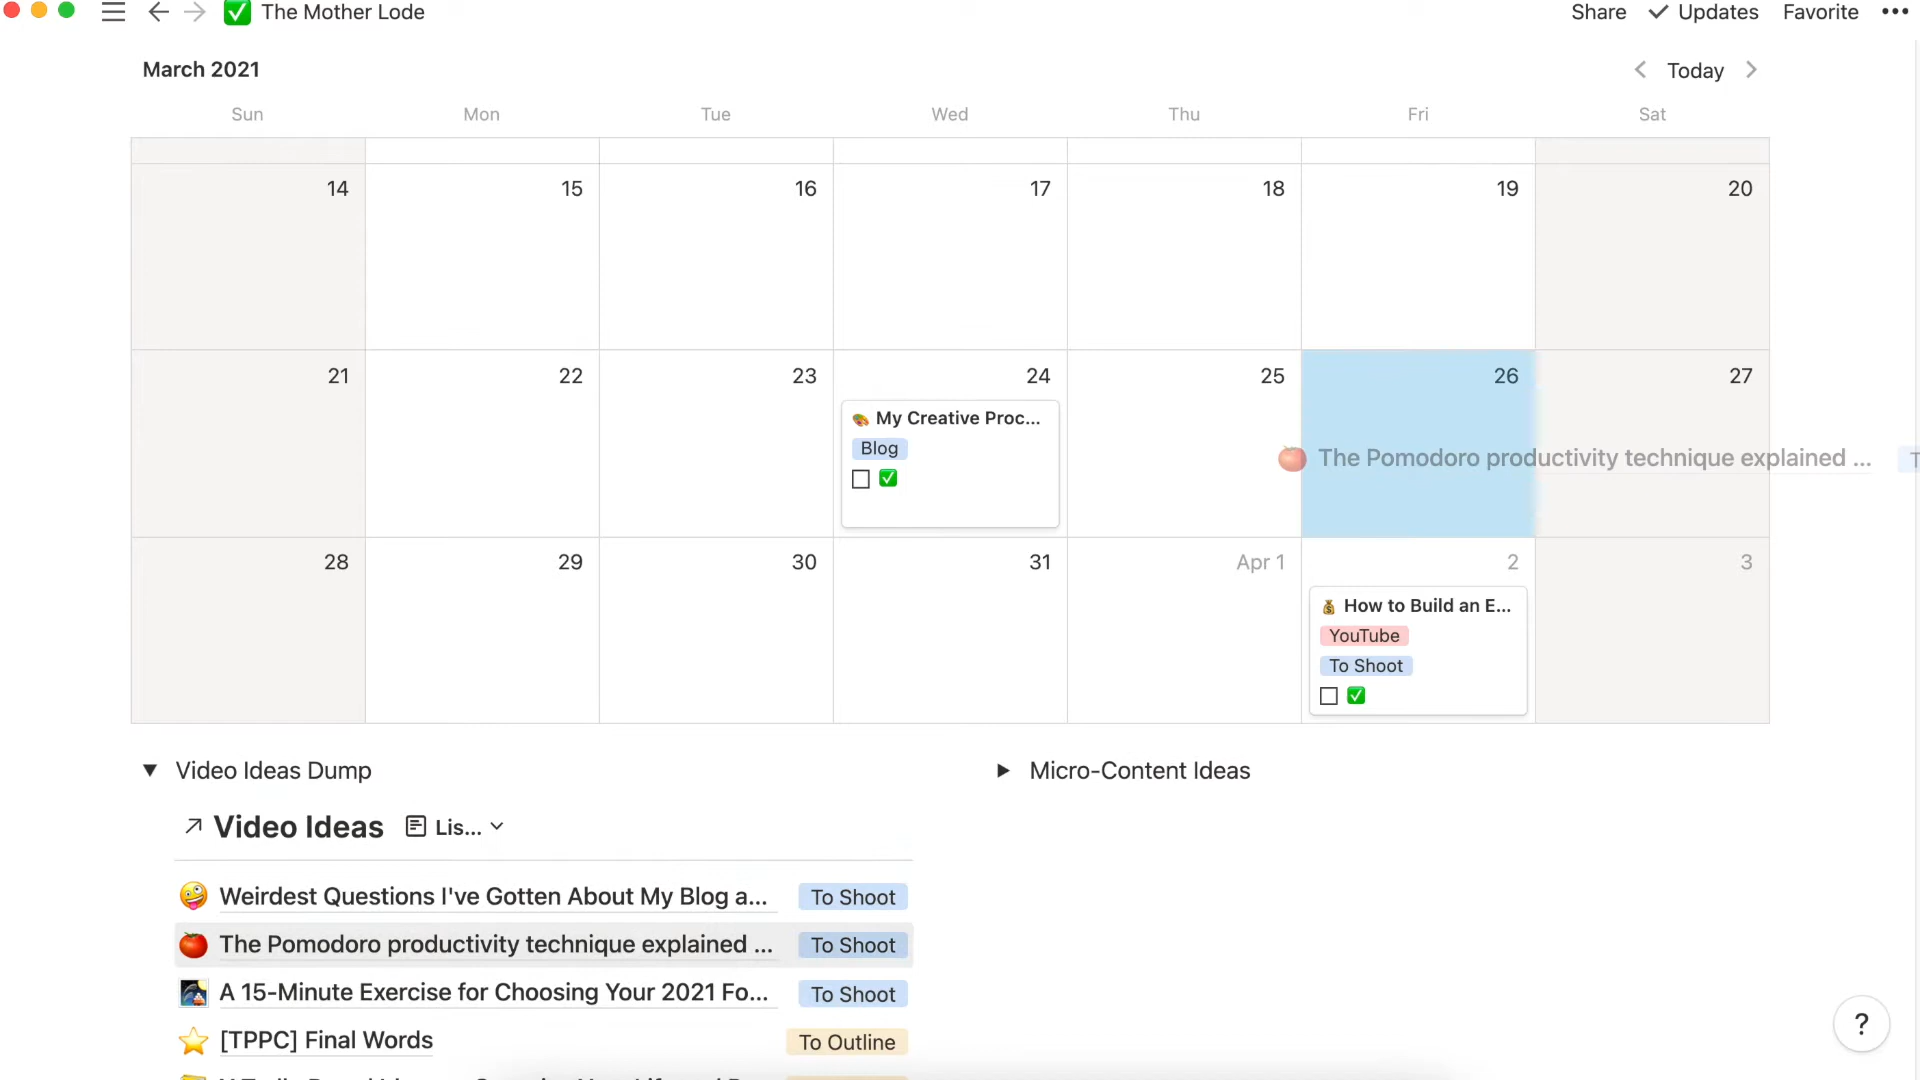 The Mother Lode
Share Updates Favorite
March 2021
Today
Sun Mon Tue Wed Thu Fri Sat
14 15 16 17 18 19 20
21 22 23 24 25 26 27
My Creative Proc...
Blog
The Pomodoro productivity technique explained ...
28 29 30 31 Apr 1 2 3
How to Build an E...
YouTube
To Shoot
Video Ideas Dump
Micro-Content Ideas
Video Ideas Lis...
Weirdest Questions I've Gotten About My Blog a... To Shoot
The Pomodoro productivity technique explained ... To Shoot
A 15-Minute Exercise for Choosing Your 2021 Fo... To Shoot
[TPPC] Final Words To Outline
?